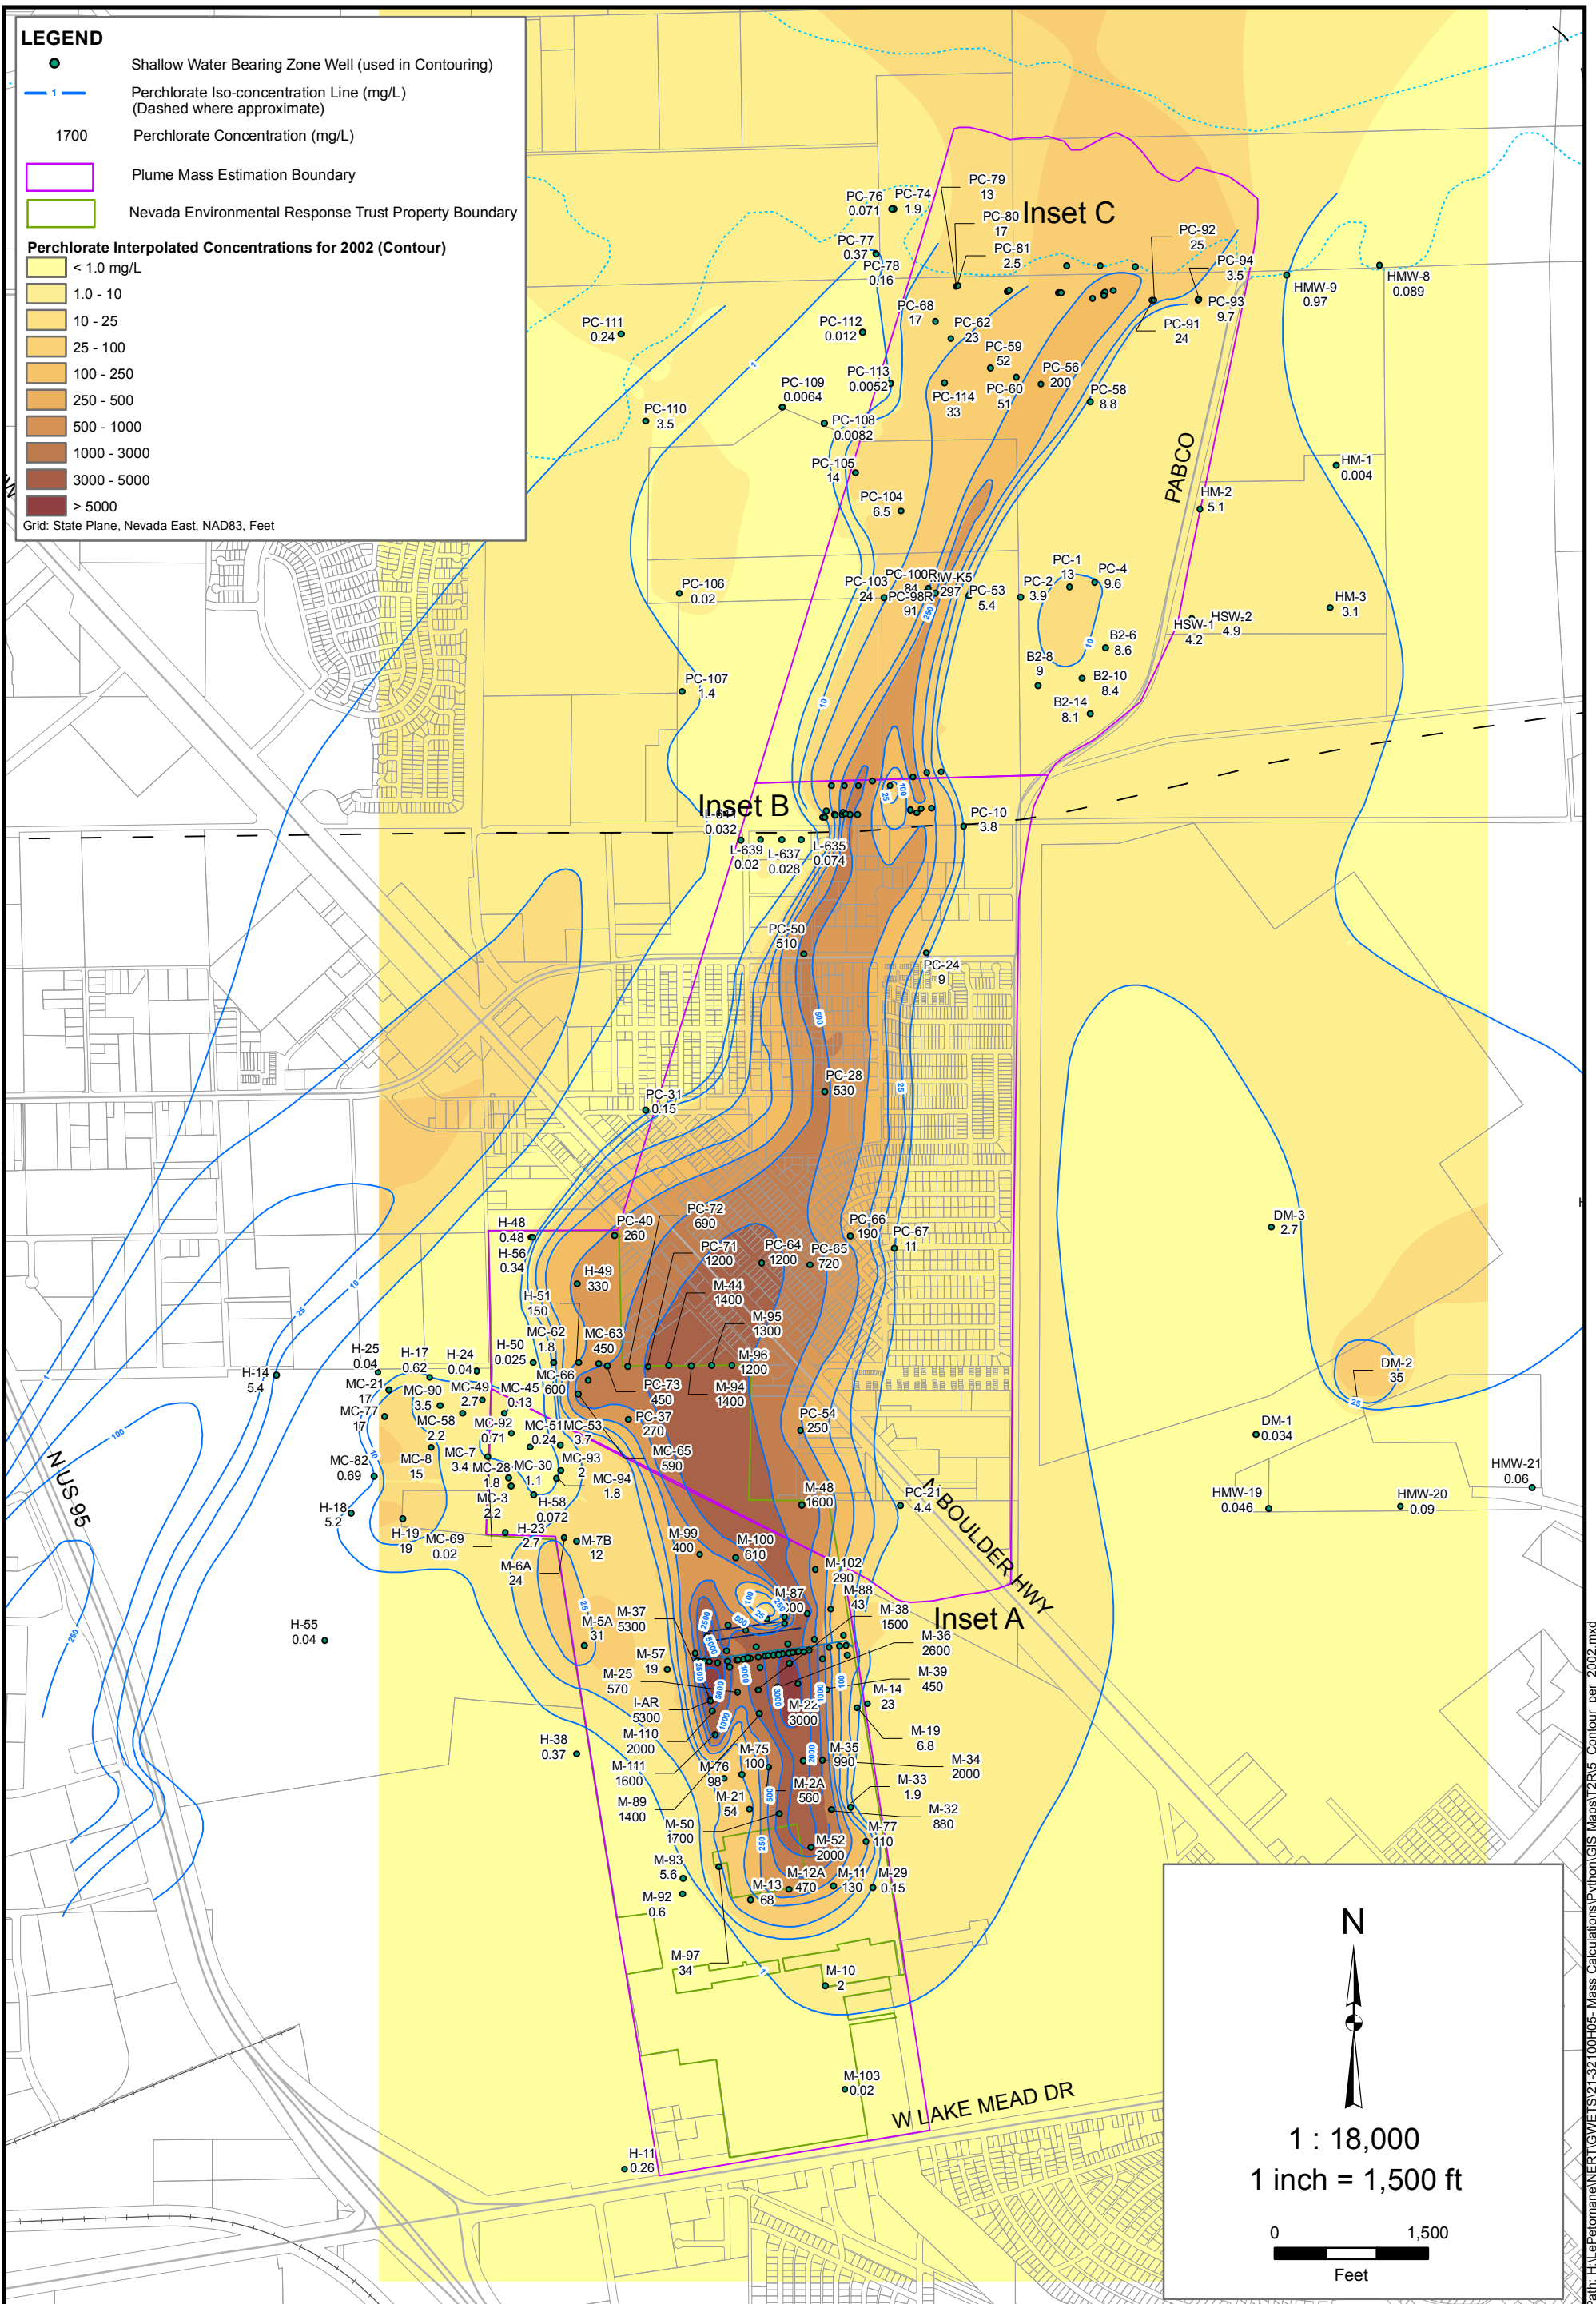 LEGEND
Shallow Water Bearing Zone Well (used in Contouring)
1
Perchlorate Iso-concentration Line (mg/L)
(Dashed where approximate)
1700
Perchlorate Concentration (mg/L)
Plume Mass Estimation Boundary
Nevada Environmental Response Trust Property Boundary
Perchlorate Interpolated Concentrations for 2002 (Contour)
< 1.0 mg/L
1.0 - 10
10 - 25
25 - 100
100 - 250
250 - 500
500 - 1000
1000 - 3000
3000 - 5000
> 5000
Grid: State Plane, Nevada East, NAD83, Feet
PC-79
13
PC-76
0.071
PC-74
1.9
PC-80
17
Inset C
PC-77
0.37
PC-81
2.5
PC-92
25
PC-78
0.16
PC-94
3.5
HMW-9
0.97
HMW-8
0.089
PC-93
9.7
PC-68
17
PC-91
24
PC-111
0.24
PC-112
0.012
PC-62
23
PC-59
52
PC-56
200
PC-113
0.0052
PC-60
51
PC-58
8.8
PC-114
33
PC-109
0.0064
PC-110
3.5
PC-108
0.0082
PC-105
14
PC-104
6.5
PABCO
HM-1
0.004
HM-2
5.1
PC-1
13
PC-4
9.6
PC-2
3.9
PC-103
24
PC-100R
84
297
PC-98R
91
PC-53
5.4
PC-106
0.02
HM-3
3.1
HSW-1
4.2
HSW-2
4.9
B2-6
8.6
B2-8
9
B2-10
8.4
B2-14
8.1
PC-107
1.4
Inset B
0.032
L-639
0.02
L-637
0.028
L-635
0.074
PC-10
3.8
PC-50
510
PC-24
9
PC-28
530
PC-31
0.15
H-48
0.48
H-56
0.34
PC-40
260
PC-72
690
PC-71
1200
PC-64
1200
PC-65
720
PC-66
190
PC-67
11
DM-3
2.7
H-49
330
M-44
1400
H-51
150
M-95
1300
MC-62
1.8
MC-63
450
H-50
0.025
M-96
1200
H-25
0.04
H-17
0.62
H-24
0.04
H-14
5.4
MC-66
600
PC-73
450
M-94
1400
DM-2
35
MC-21
17
MC-90
3.5
MC-49
2.7
MC-45
0.13
MC-77
17
MC-58
2.2
MC-92
0.71
MC-51
0.24
MC-53
3.7
PC-37
270
PC-54
250
DM-1
0.034
MC-82
0.69
MC-8
15
MC-7
3.4
MC-28
1.8
MC-30
1.1
MC-93
2
MC-65
590
MC-94
1.8
MC-3
2.2
H-58
0.072
M-48
1600
PC-21
4.4
HMW-21
0.06
HMW-19
0.046
HMW-20
0.09
N US 95
H-18
5.2
H-19
19
MC-69
0.02
H-23
2.7
M-7B
12
M-6A
24
M-99
400
M-100
610
M-102
290
N BOULDER HWY
M-87
M-88
43
Inset A
H-55
0.04
M-37
5300
M-5A
31
M-38
1500
M-36
2600
M-57
19
M-25
570
M-39
450
M-14
23
I-AR
5300
M-22
3000
M-19
6.8
H-38
0.37
M-110
2000
M-75
100
M-35
990
M-34
2000
M-111
1600
M-76
98
M-2A
560
M-33
1.9
M-89
1400
M-21
54
M-32
880
M-50
1700
M-77
110
M-52
2000
M-93
5.6
M-92
0.6
M-13
68
M-12A
470
M-11
130
M-29
0.15
M-97
34
M-10
2
M-103
0.02
W LAKE MEAD DR
H-11
0.26
N
1 : 18,000
1 inch = 1,500 ft
0 1,500
Feet
Path: H:\LePetomane\NERT\GWETS\21-32100H05- Mass Calculations\Python\GIS Maps\T2R\5_Contour_per_2002.mxd